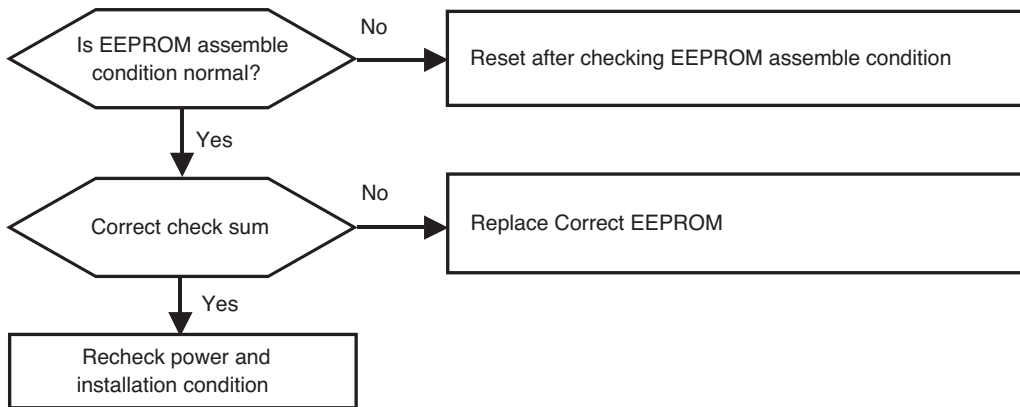 Is EEPROM assemble
condition normal?
No
Reset after checking EEPROM assemble condition
Yes
Correct check sum
No
Replace Correct EEPROM
Yes
Recheck power and
installation condition